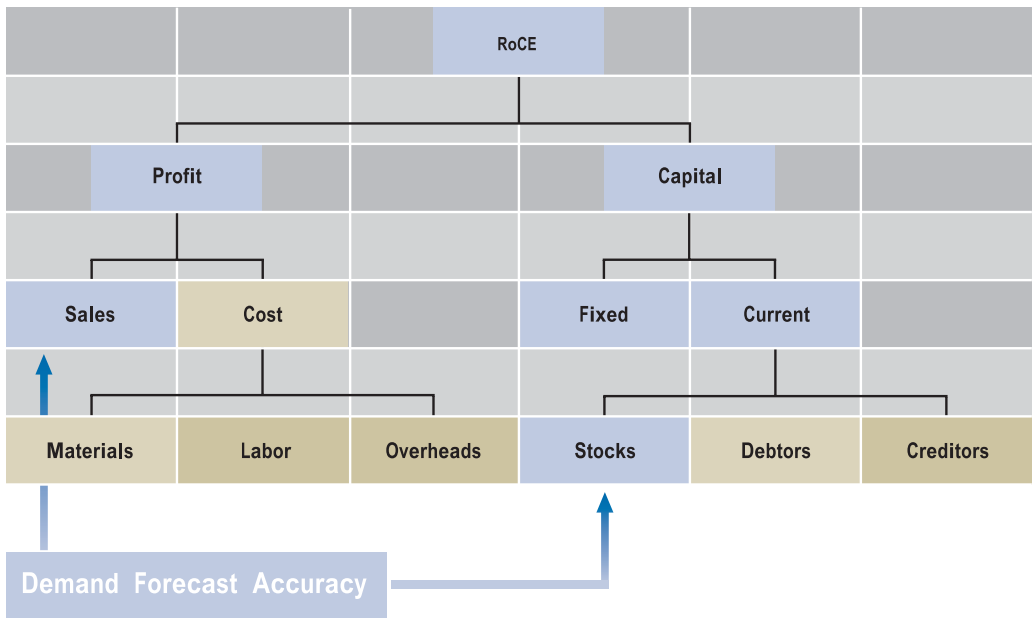 RoCE
Profit
Capital
Sales
Cost
Fixed
Current
Materials
Labor
Overheads
Stocks
Debtors
Creditors
Demand Forecast Accuracy